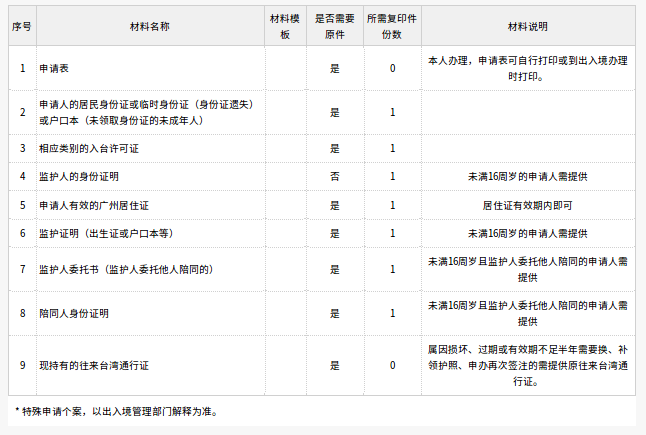 序号 材料名称 材料模板 是否需要原件 所需复印件份数 材料说明
1 申请表 是 0 本人办理，申请表可自行打印或到出入境办理
时打印。
2 申请人的居民身份证或临时身份证（身份证遗失）
或户口本（未领取身份证的未成年人） 是 1
3 相应类别的入台许可证 是 1
4 监护人的身份证明 否 1 未满16周岁的申请人需提供
5 申请人有效的广州居住证 是 1 居住证有效期内即可
6 监护证明（出生证或户口本等） 是 1 未满16周岁的申请人需提供
7 监护人委托书（监护人委托他人陪同的） 是 1 未满16周岁且监护人委托他人陪同的申请人需
提供
8 陪同人身份证明 是 1 未满16周岁且监护人委托他人陪同的申请人需
提供
9 现持有的往来台湾通行证 是 0 属因损坏、过期或有效期不足半年需要换、补
领护照、申办再次签注的需提供原往来台湾通
行证。
* 特殊申请个案，以出入境管理部门解释为准。